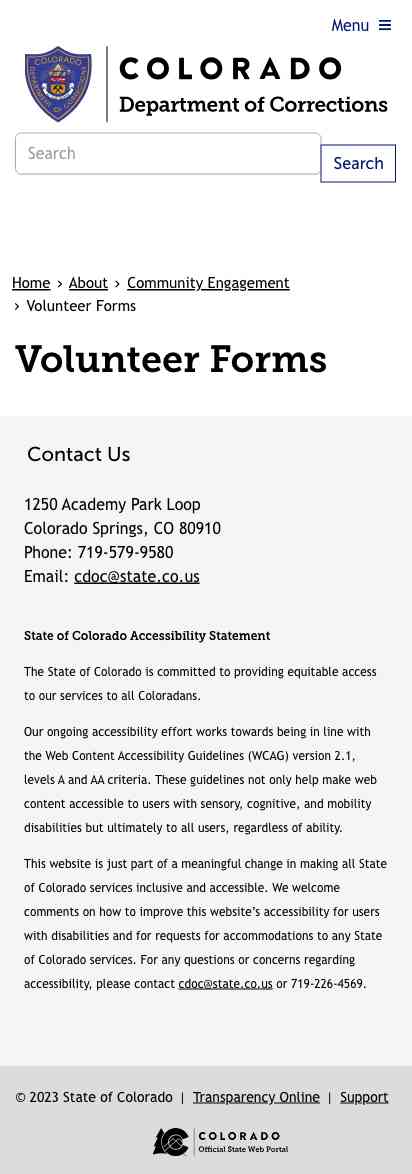 Menu
COLORADO
Department of Corrections
Search
Search
Home › About › Community Engagement
› Volunteer Forms
Volunteer Forms
Contact Us
1250 Academy Park Loop
Colorado Springs, CO 80910
Phone: 719-579-9580
Email: cdoc@state.co.us
State of Colorado Accessibility Statement
The State of Colorado is committed to providing equitable access
to our services to all Coloradans.
Our ongoing accessibility effort works towards being in line with
the Web Content Accessibility Guidelines (WCAG) version 2.1,
levels A and AA criteria. These guidelines not only help make web
content accessible to users with sensory, cognitive, and mobility
disabilities but ultimately to all users, regardless of ability.
This website is just part of a meaningful change in making all State
of Colorado services inclusive and accessible. We welcome
comments on how to improve this website's accessibility for users
with disabilities and for requests for accommodations to any State
of Colorado services. For any questions or concerns regarding
accessibility, please contact cdoc@state.co.us or 719-226-4569.
© 2023 State of Colorado | Transparency Online | Support
COLORADO
Official State Web Portal